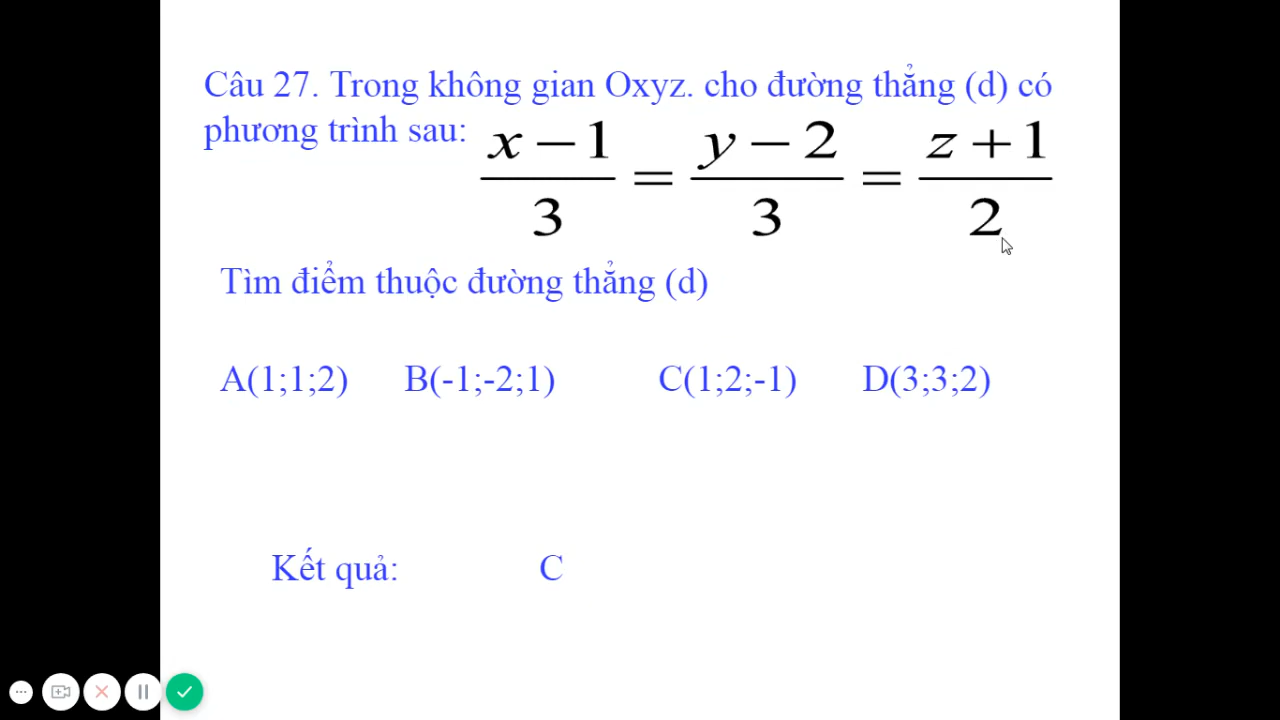 Câu 27. Trong không gian Oxyz. cho đường thẳng (d) có
phương trình sau: x − 1 / 3 = y − 2 / 3 = z + 1 / 2
Tìm điểm thuộc đường thẳng (d)
A(1;1;2) B(-1;-2;1) C(1;2;-1) D(3;3;2)
Kết quả: C